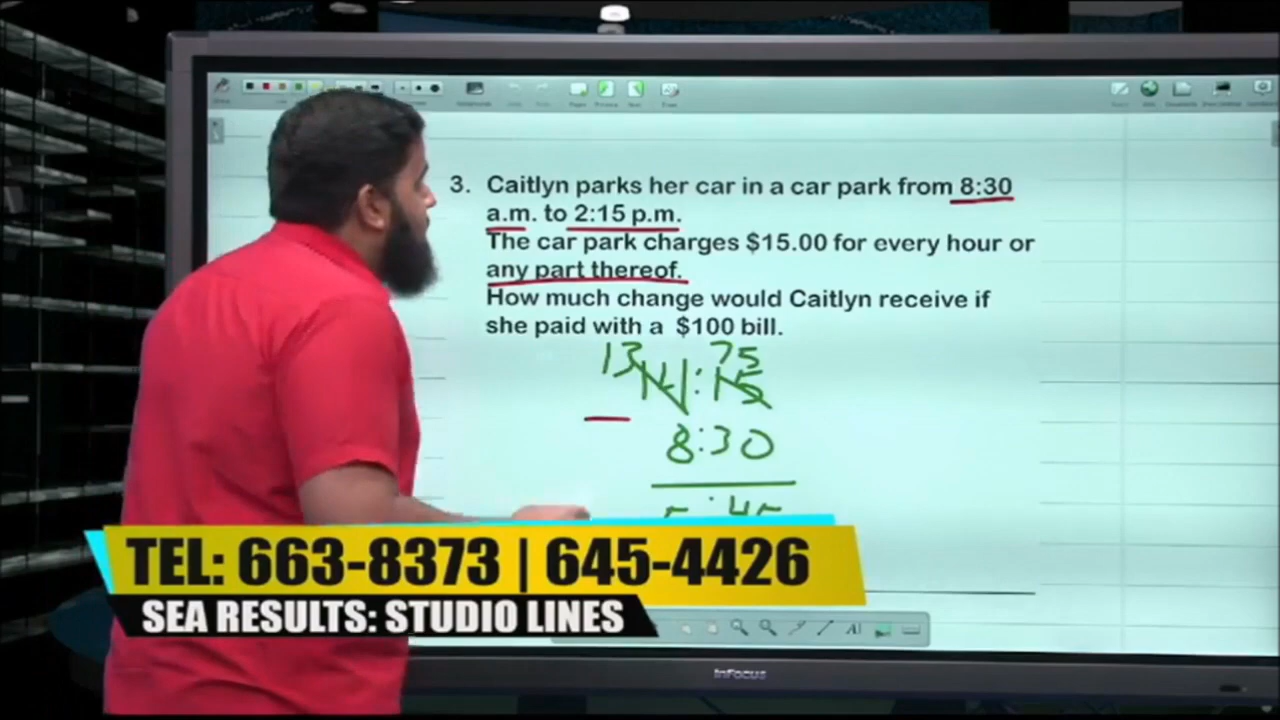 3. Caitlyn parks her car in a car park from 8:30
a.m. to 2:15 p.m.
The car park charges $15.00 for every hour or
any part thereof.
How much change would Caitlyn receive if
she paid with a $100 bill.
13 75
14:15
8:30
5:45
TEL: 663-8373 | 645-4426
SEA RESULTS: STUDIO LINES
InFocus